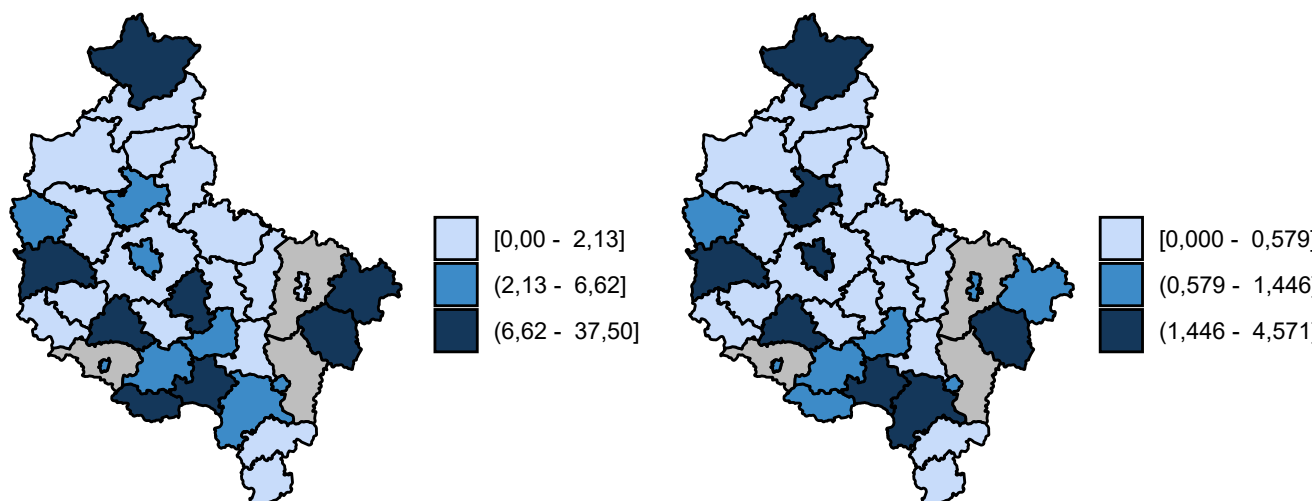 [0,00 - 2,13]
(2,13 - 6,62]
(6,62 - 37,50]
[0,000 - 0,579]
(0,579 - 1,446]
(1,446 - 4,571]